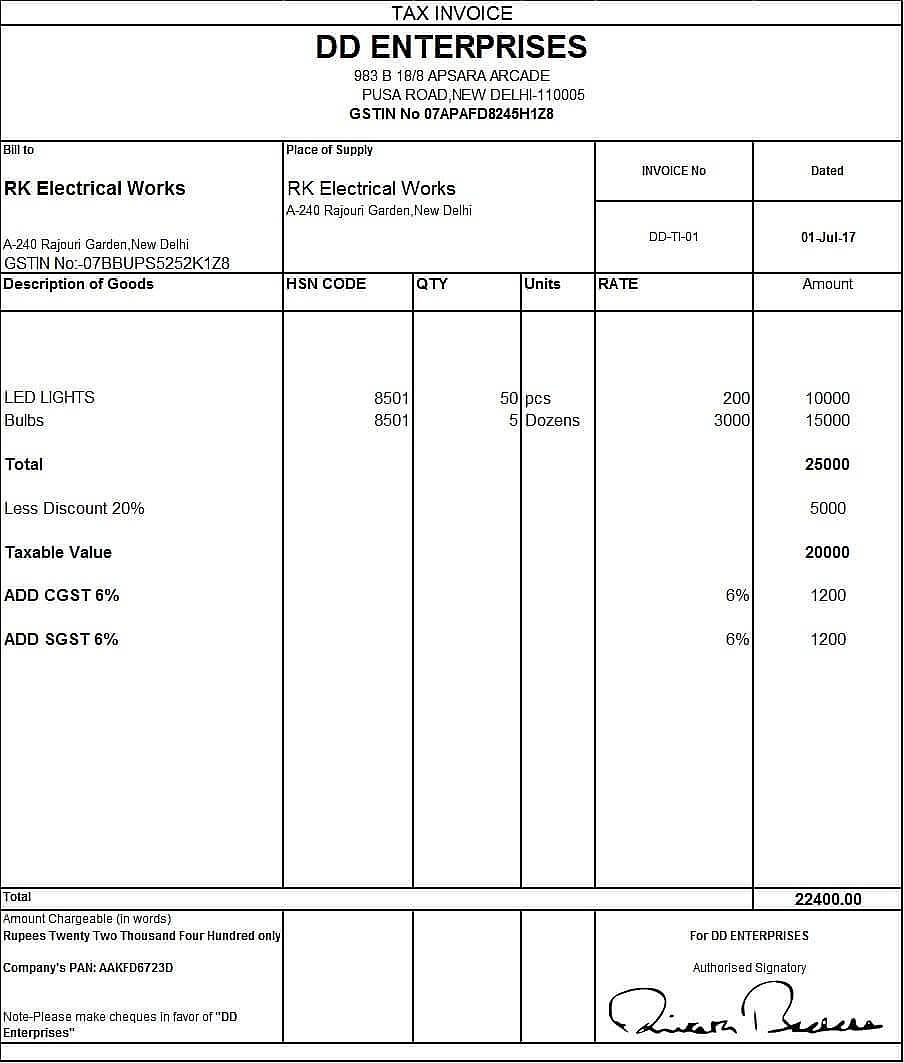 TAX INVOICE
DD ENTERPRISES
983 B 18/8 APSARA ARCADE
PUSA ROAD,NEW DELHI-110005
GSTIN No 07APAFD8245H1Z8
Bill to Place of Supply
INVOICE No Dated
RK Electrical Works RK Electrical Works
A-240 Rajouri Garden,New Delhi
DD-TI-01 01-Jul-17
A-240 Rajouri Garden,New Delhi
GSTIN No:-07BBUPS5252K1Z8
Description of Goods HSN CODE QTY Units RATE Amount
LED LIGHTS 8501 50 pcs 200 10000
Bulbs 8501 5 Dozens 3000 15000
Total 25000
Less Discount 20% 5000
Taxable Value 20000
ADD CGST 6% 6% 1200
ADD SGST 6% 6% 1200
Total 22400.00
Amount Chargeable (in words)
Rupees Twenty Two Thousand Four Hundred only For DD ENTERPRISES
Company's PAN: AAKFD6723D Authorised Signatory
Note-Please make cheques in favor of "DD
Enterprises"